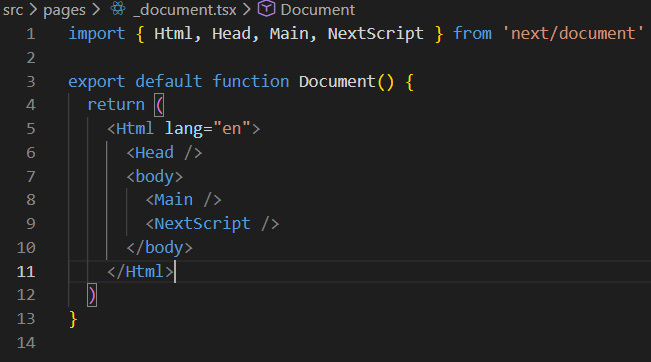 src > pages > _document.tsx > Document
1 import { Html, Head, Main, NextScript } from 'next/document'
2
3 export default function Document() {
4   return (
5     <Html lang="en">
6       <Head />
7       <body>
8         <Main />
9         <NextScript />
10       </body>
11     </Html>
12   )
13 }
14